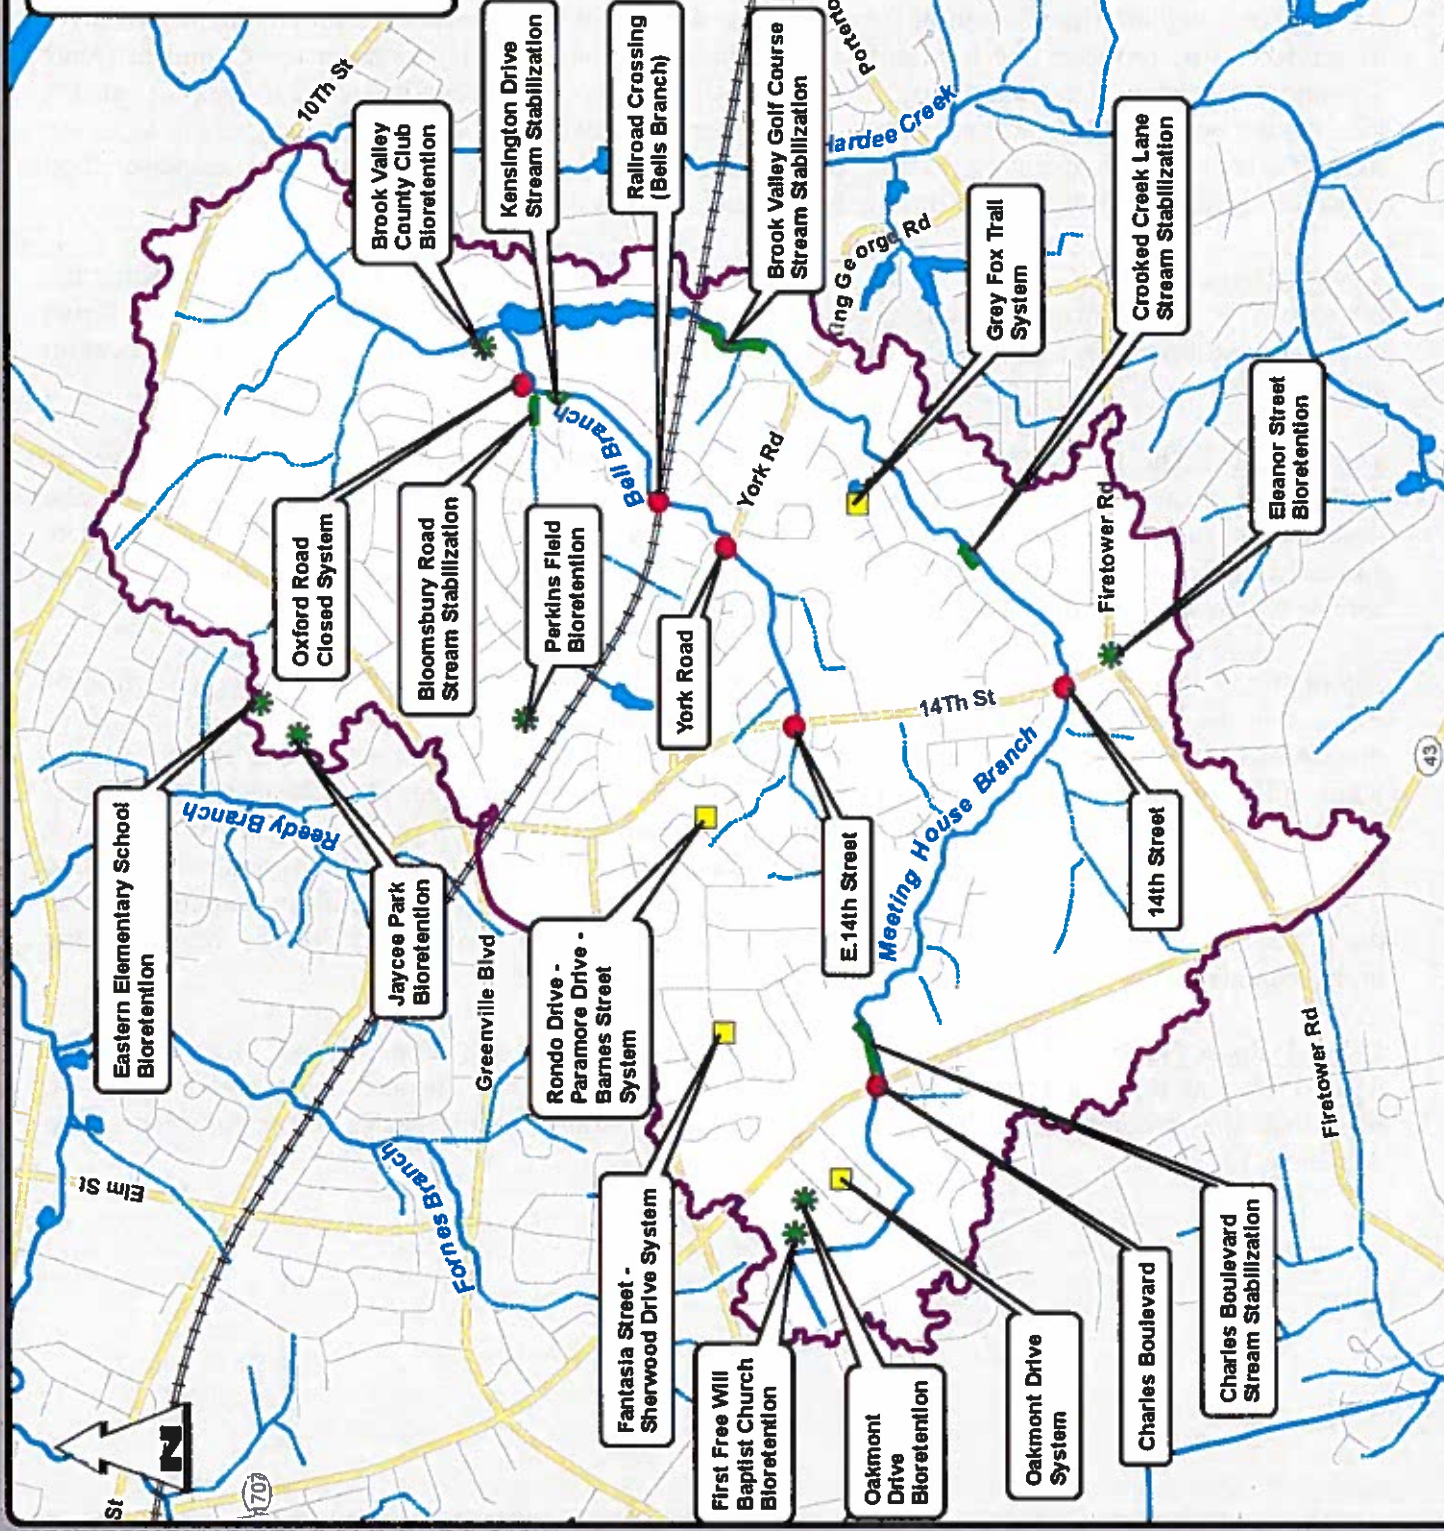 10Th St
Brook Valley
County Club
Bioretention
Kensington Drive
Stream Stabilization
Railroad Crossing
(Bells Branch)
Brook Valley Golf Course
Stream Stabilization
Hardee Creek
King George Rd
Grey Fox Trail
System
Crooked Creek Lane
Stream Stabilization
Eleanor Street
Bioretention
Oxford Road
Closed System
Bloomsbury Road
Stream Stabilization
Bell Branch
Perkins Field
Bioretention
York Rd
York Road
Firetower Rd
14Th St
Eastern Elementary School
Bioretention
Reedy Branch
Jaycee Park
Bioretention
Greenville Blvd
Rondo Drive -
Paramore Drive -
Barnes Street
System
E.14th Street
Meeting House Branch
14th Street
43
Firetower Rd
Elm St
Fornes Branch
Fantasia Street -
Sherwood Drive System
First Free Will
Baptist Church
Bioretention
Oakmont
Drive
Bioretention
Oakmont Drive
System
Charles Boulevard
Charles Boulevard
Stream Stabilization
N
St
1707